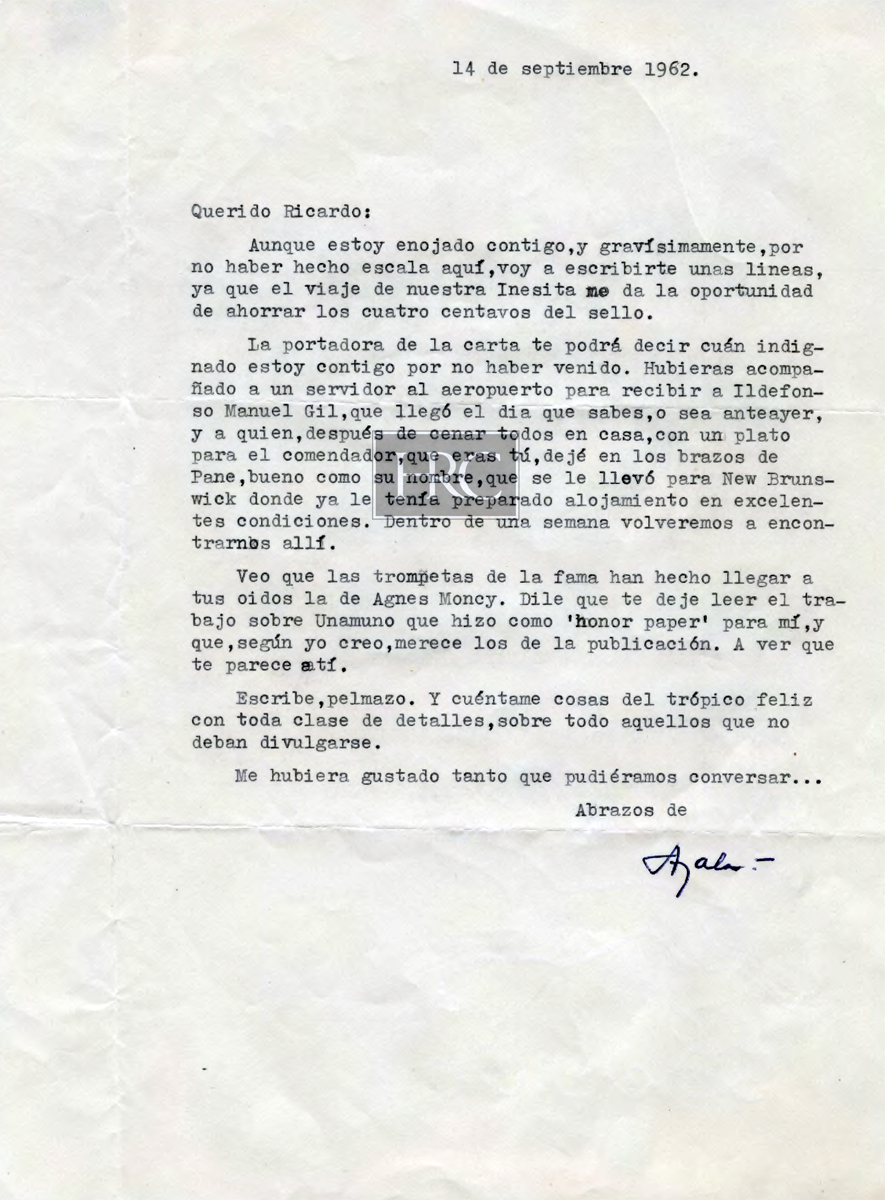 14 de septiembre 1962.
Querido Ricardo:
Aunque estoy enojado contigo,y gravísimamente,por
no haber hecho escala aquí,voy a escribirte unas lineas,
ya que el viaje de nuestra Inesita me da la oportunidad
de ahorrar los cuatro centavos del sello.
La portadora de la carta te podrá decir cuán indig-
nado estoy contigo por no haber venido. Hubieras acompa-
ñado a un servidor al aeropuerto para recibir a Ildefon-
so Manuel Gil,que llegó el dia que sabes,o sea anteayer,
y a quien,después de cenar todos en casa,con un plato
para el comendador,que eras tú,dejé en los brazos de
Pane,bueno como su nombre,que se le llevó para New Bruns-
wick donde ya le tenía preparado alojamiento en excelen-
tes condiciones. Dentro de una semana volveremos a encon-
trarnos allí.
Veo que las trompetas de la fama han hecho llegar a
tus oidos la de Agnes Moncy. Dile que te deje leer el tra-
bajo sobre Unamuno que hizo como 'honor paper' para mí,y
que,según yo creo,merece los de la publicación. A ver que
te parece atí.
Escribe,pelmazo. Y cuéntame cosas del trópico feliz
con toda clase de detalles,sobre todo aquellos que no
deban divulgarse.
Me hubiera gustado tanto que pudiéramos conversar...
Abrazos de
Ayala.-
FRC